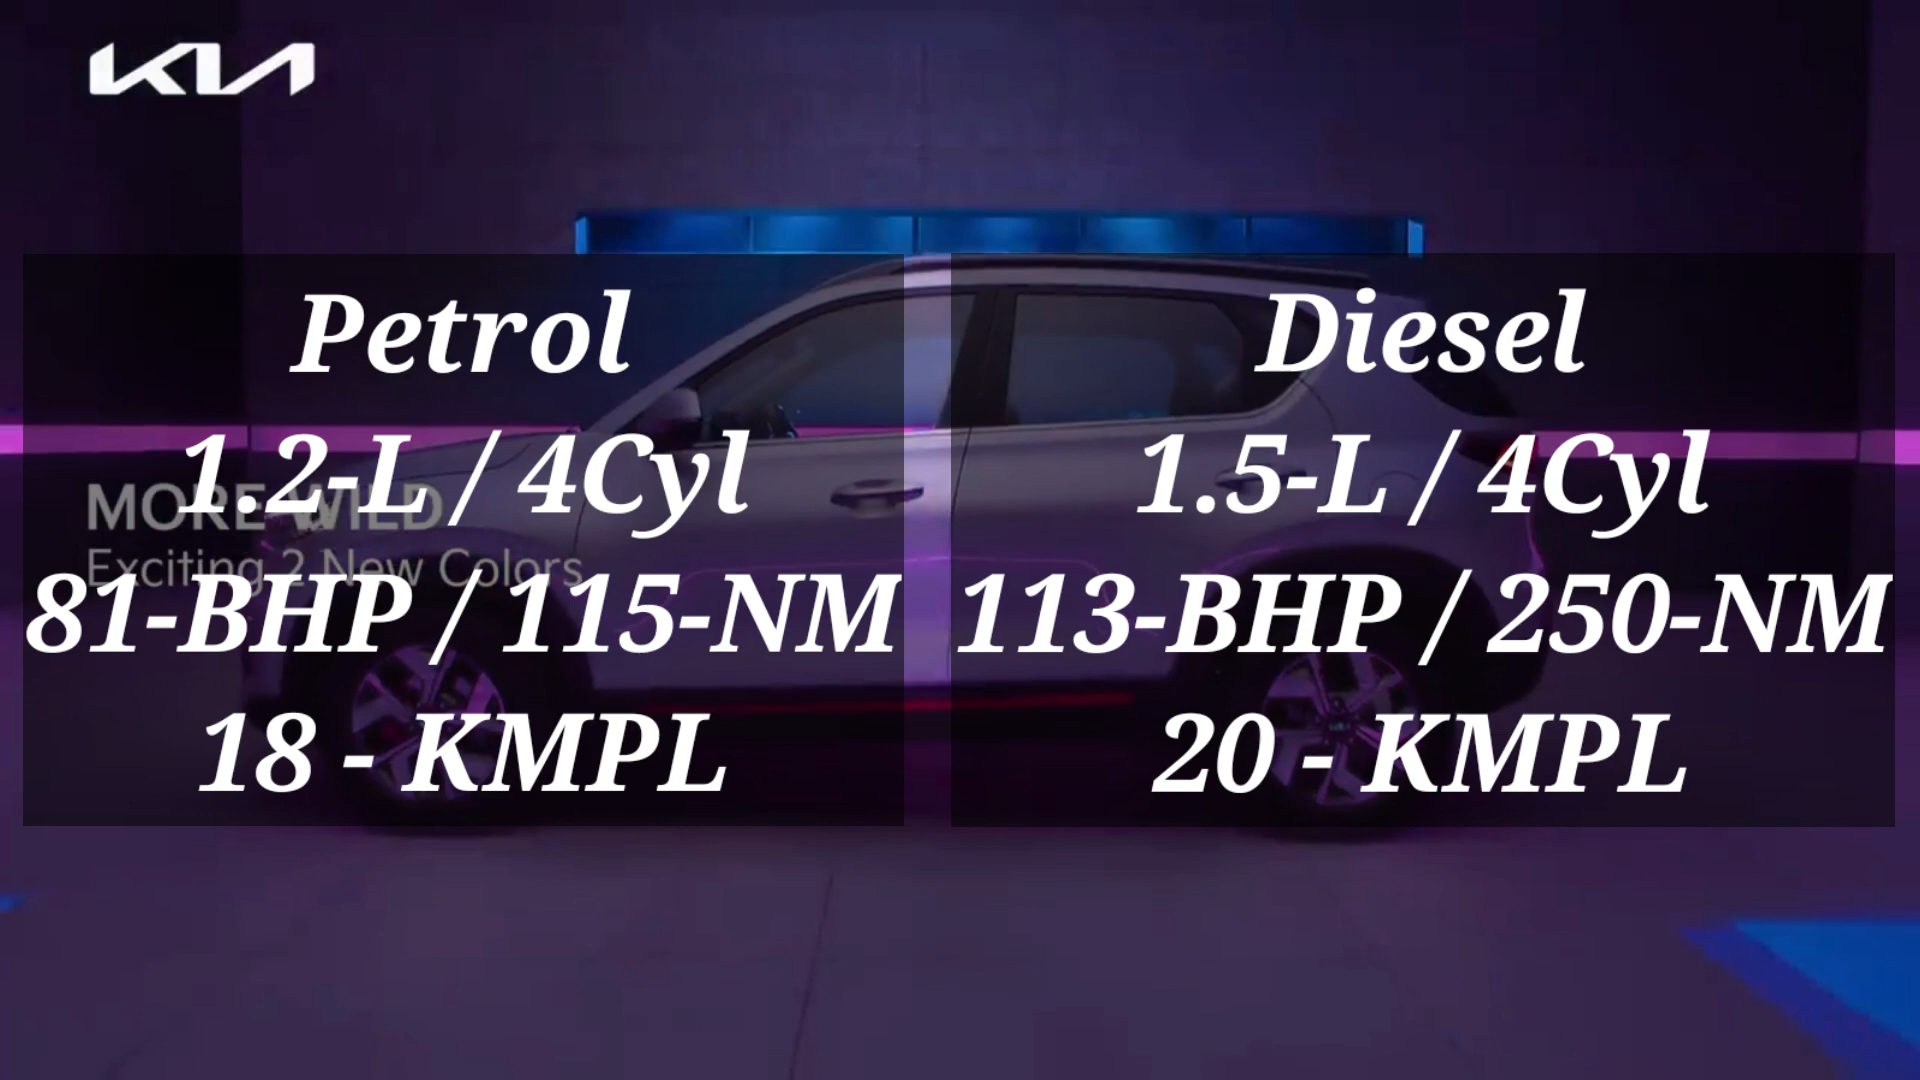 KIA
MORE WILD
Exciting 2 New Colors
Petrol
1.2-L / 4Cyl
81-BHP / 115-NM
18 - KMPL
Diesel
1.5-L / 4Cyl
113-BHP / 250-NM
20 - KMPL